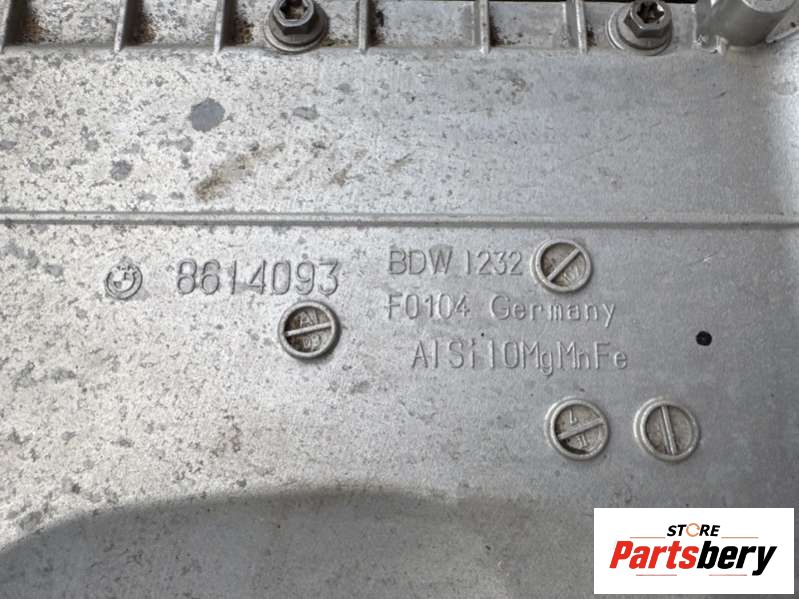 8614093
BDW 1232
F0104 Germany
AlSi10MgMnFe
STORE
Partsbery